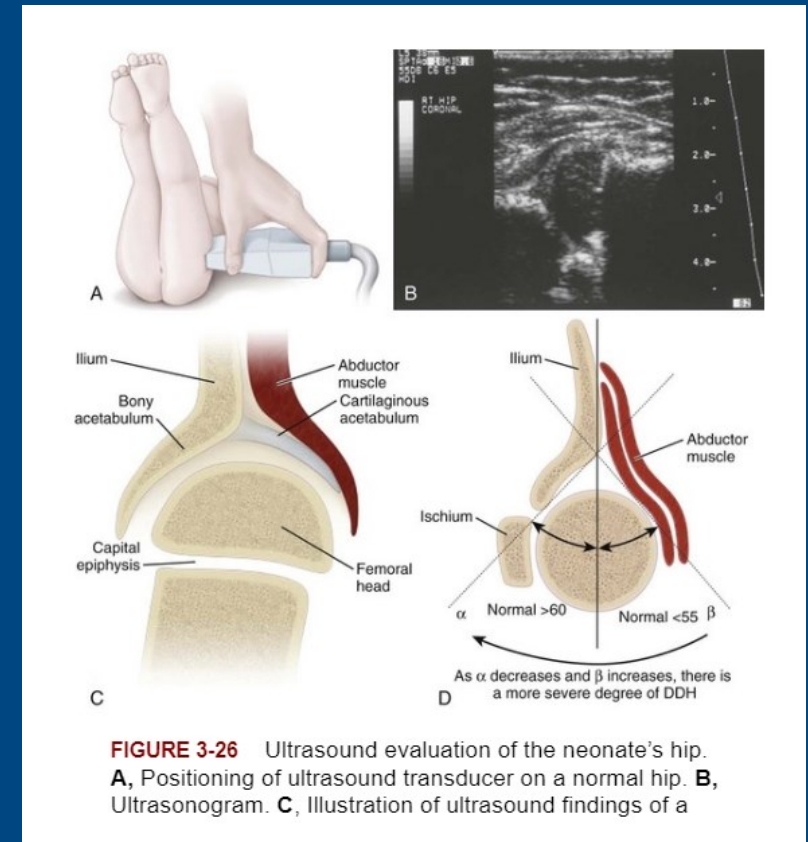 RT HIP
CORONAL
1.0
2.0
3.0
4.0
A
B
Ilium
Bony
acetabulum
Abductor
muscle
Cartilaginous
acetabulum
Capital
epiphysis
Femoral
head
C
Ilium
Abductor
muscle
Ischium
α
Normal >60
Normal <55 β
As α decreases and β increases, there is
a more severe degree of DDH
D
FIGURE 3-26 Ultrasound evaluation of the neonate's hip.
A, Positioning of ultrasound transducer on a normal hip. B,
Ultrasonogram. C, Illustration of ultrasound findings of a